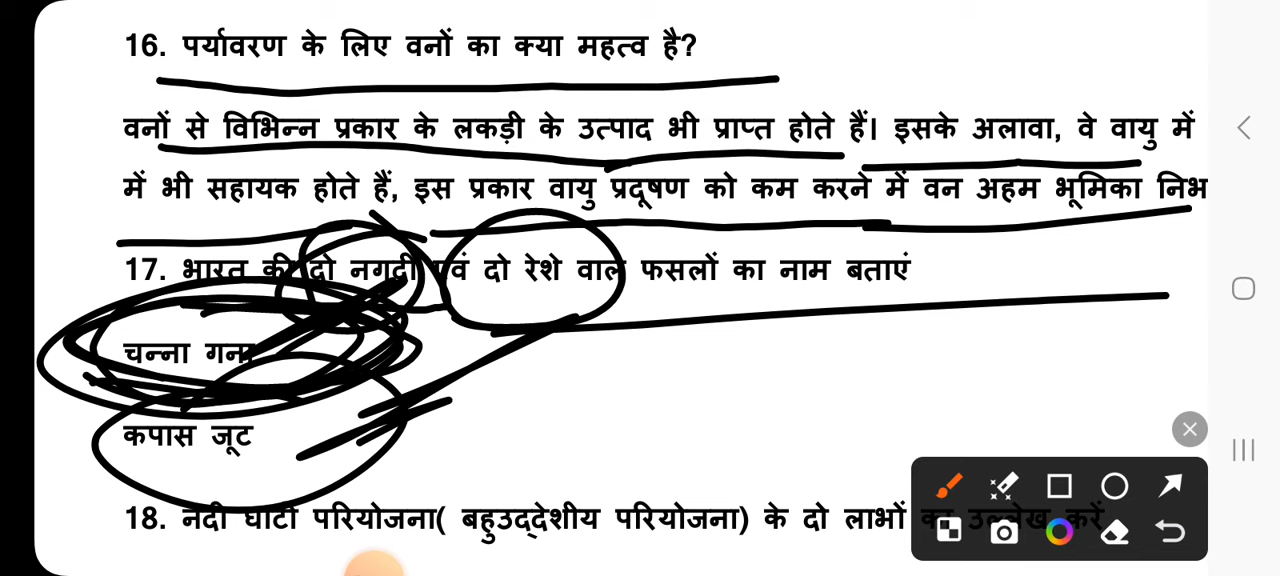 16. पर्यावरण के लिए वनों का क्या महत्व है?
वनों से विभिन्न प्रकार के लकड़ी के उत्पाद भी प्राप्त होते हैं। इसके अलावा, वे वायु में
में भी सहायक होते हैं, इस प्रकार वायु प्रदूषण को कम करने में वन अहम भूमिका निभ
17. भारत की दो नगदी एवं दो रेशे वाले फसलों का नाम बताएं
चन्ना गना
कपास जूट
18. नदी घाटी परियोजना( बहुउद्देशीय परियोजना) के दो लाभों का उल्लेख करें